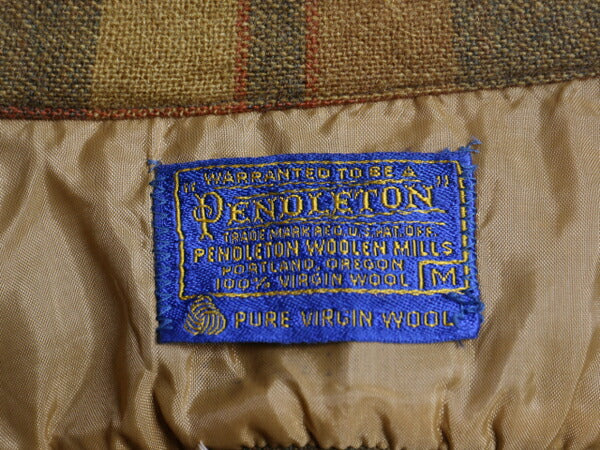 WARRANTED TO BE A
"PENDLETON"
TRADE MARK REG. U.S. PAT. OFF.
PENDLETON WOOLEN MILLS
PORTLAND, OREGON
100% VIRGIN WOOL M
PURE VIRGIN WOOL